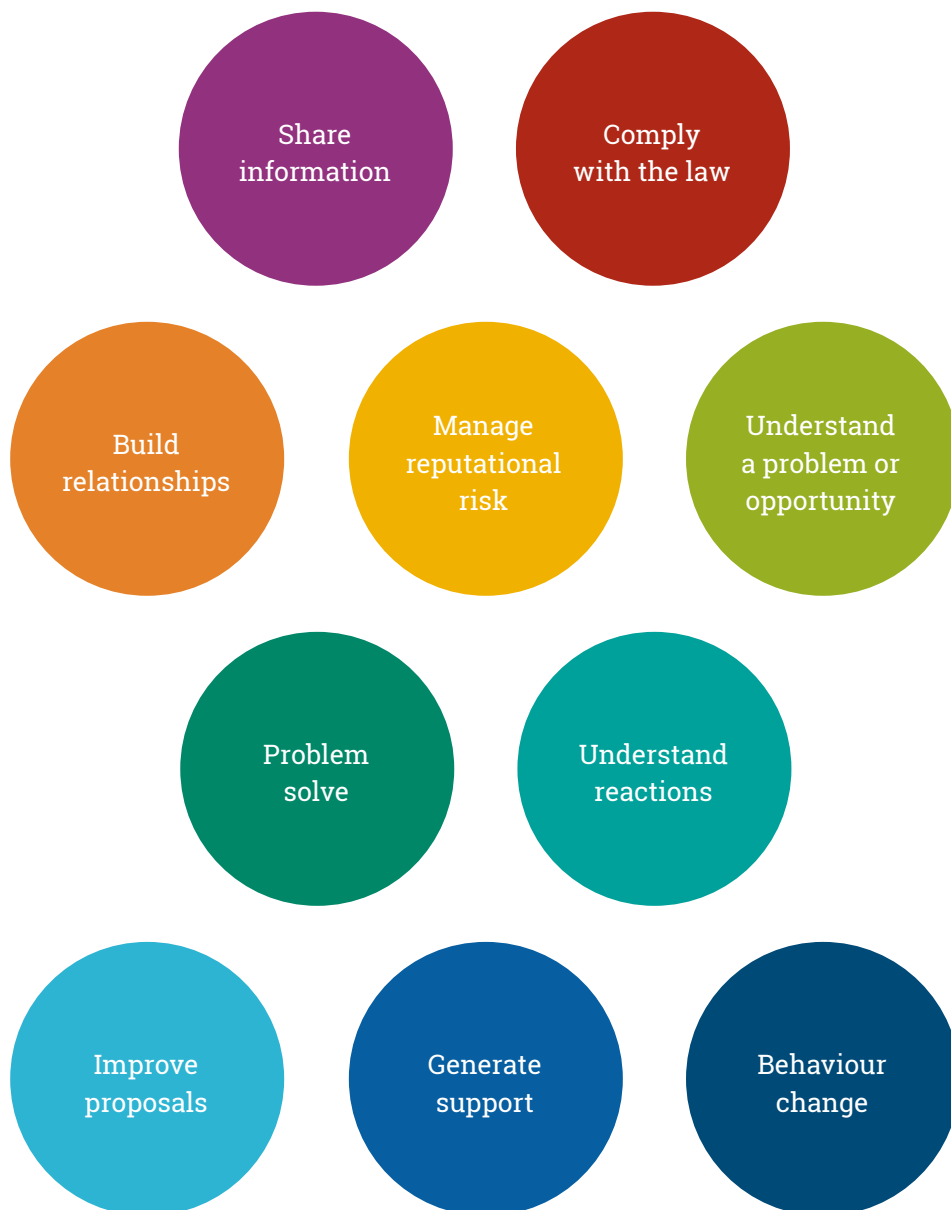 Share
information
Comply
with the law
Build
relationships
Manage
reputational
risk
Understand
a problem or
opportunity
Problem
solve
Understand
reactions
Improve
proposals
Generate
support
Behaviour
change